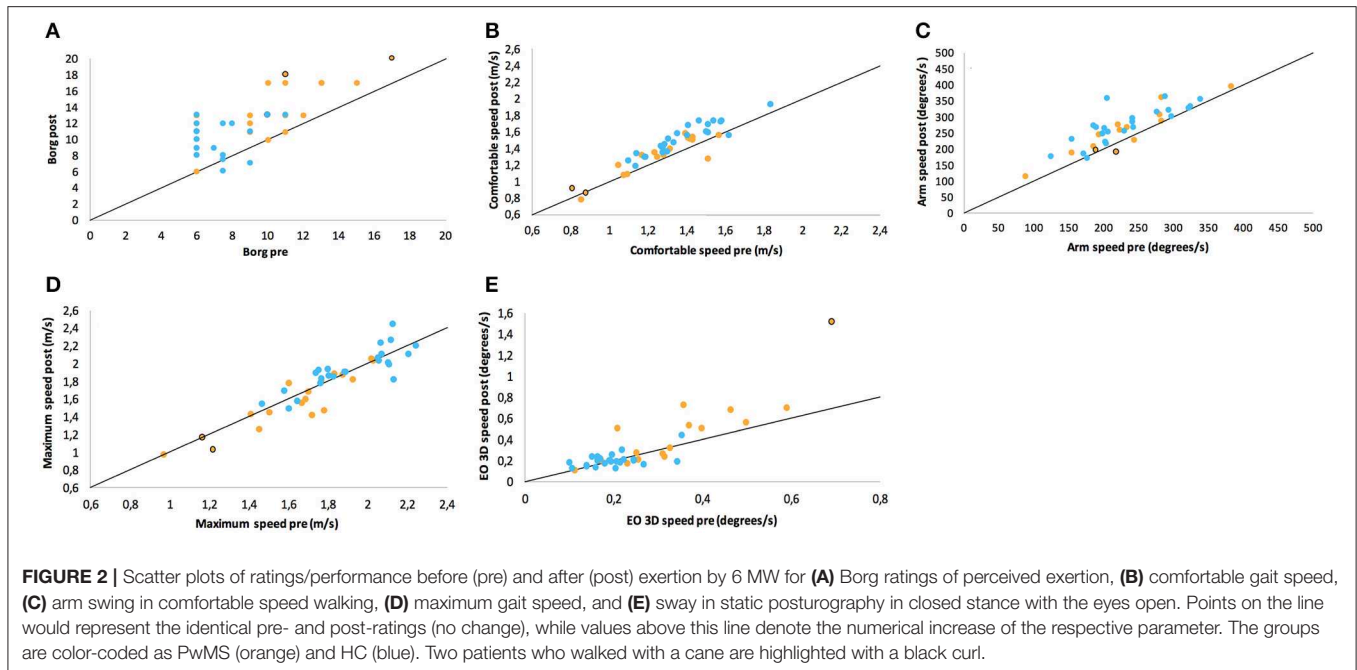 A
Borg post
20
18
16
14
12
10
8
6
4
2
0
0 2 4 6 8 10 12 14 16 18 20
Borg pre
B
Comfortable speed post (m/s)
2,6
2,4
2,2
2
1,8
1,6
1,4
1,2
1
0,8
0,6
0,6 0,8 1 1,2 1,4 1,6 1,8 2 2,2 2,4
Comfortable speed pre (m/s)
C
Arm speed post (degrees/s)
500
450
400
350
300
250
200
150
100
50
0
0 50 100 150 200 250 300 350 400 450 500
Arm speed pre (degrees/s)
D
Maximum speed post (m/s)
2,6
2,4
2,2
2
1,8
1,6
1,4
1,2
1
0,8
0,6
0,6 0,8 1 1,2 1,4 1,6 1,8 2 2,2 2,4
Maximum speed pre (m/s)
E
EO 3D speed post (degrees/s)
1,6
1,4
1,2
1
0,8
0,6
0,4
0,2
0
0 0,2 0,4 0,6 0,8
EO 3D speed pre (degrees/s)
FIGURE 2 | Scatter plots of ratings/performance before (pre) and after (post) exertion by 6 MW for (A) Borg ratings of perceived exertion, (B) comfortable gait speed,
(C) arm swing in comfortable speed walking, (D) maximum gait speed, and (E) sway in static posturography in closed stance with the eyes open. Points on the line
would represent the identical pre- and post-ratings (no change), while values above this line denote the numerical increase of the respective parameter. The groups
are color-coded as PwMS (orange) and HC (blue). Two patients who walked with a cane are highlighted with a black curl.